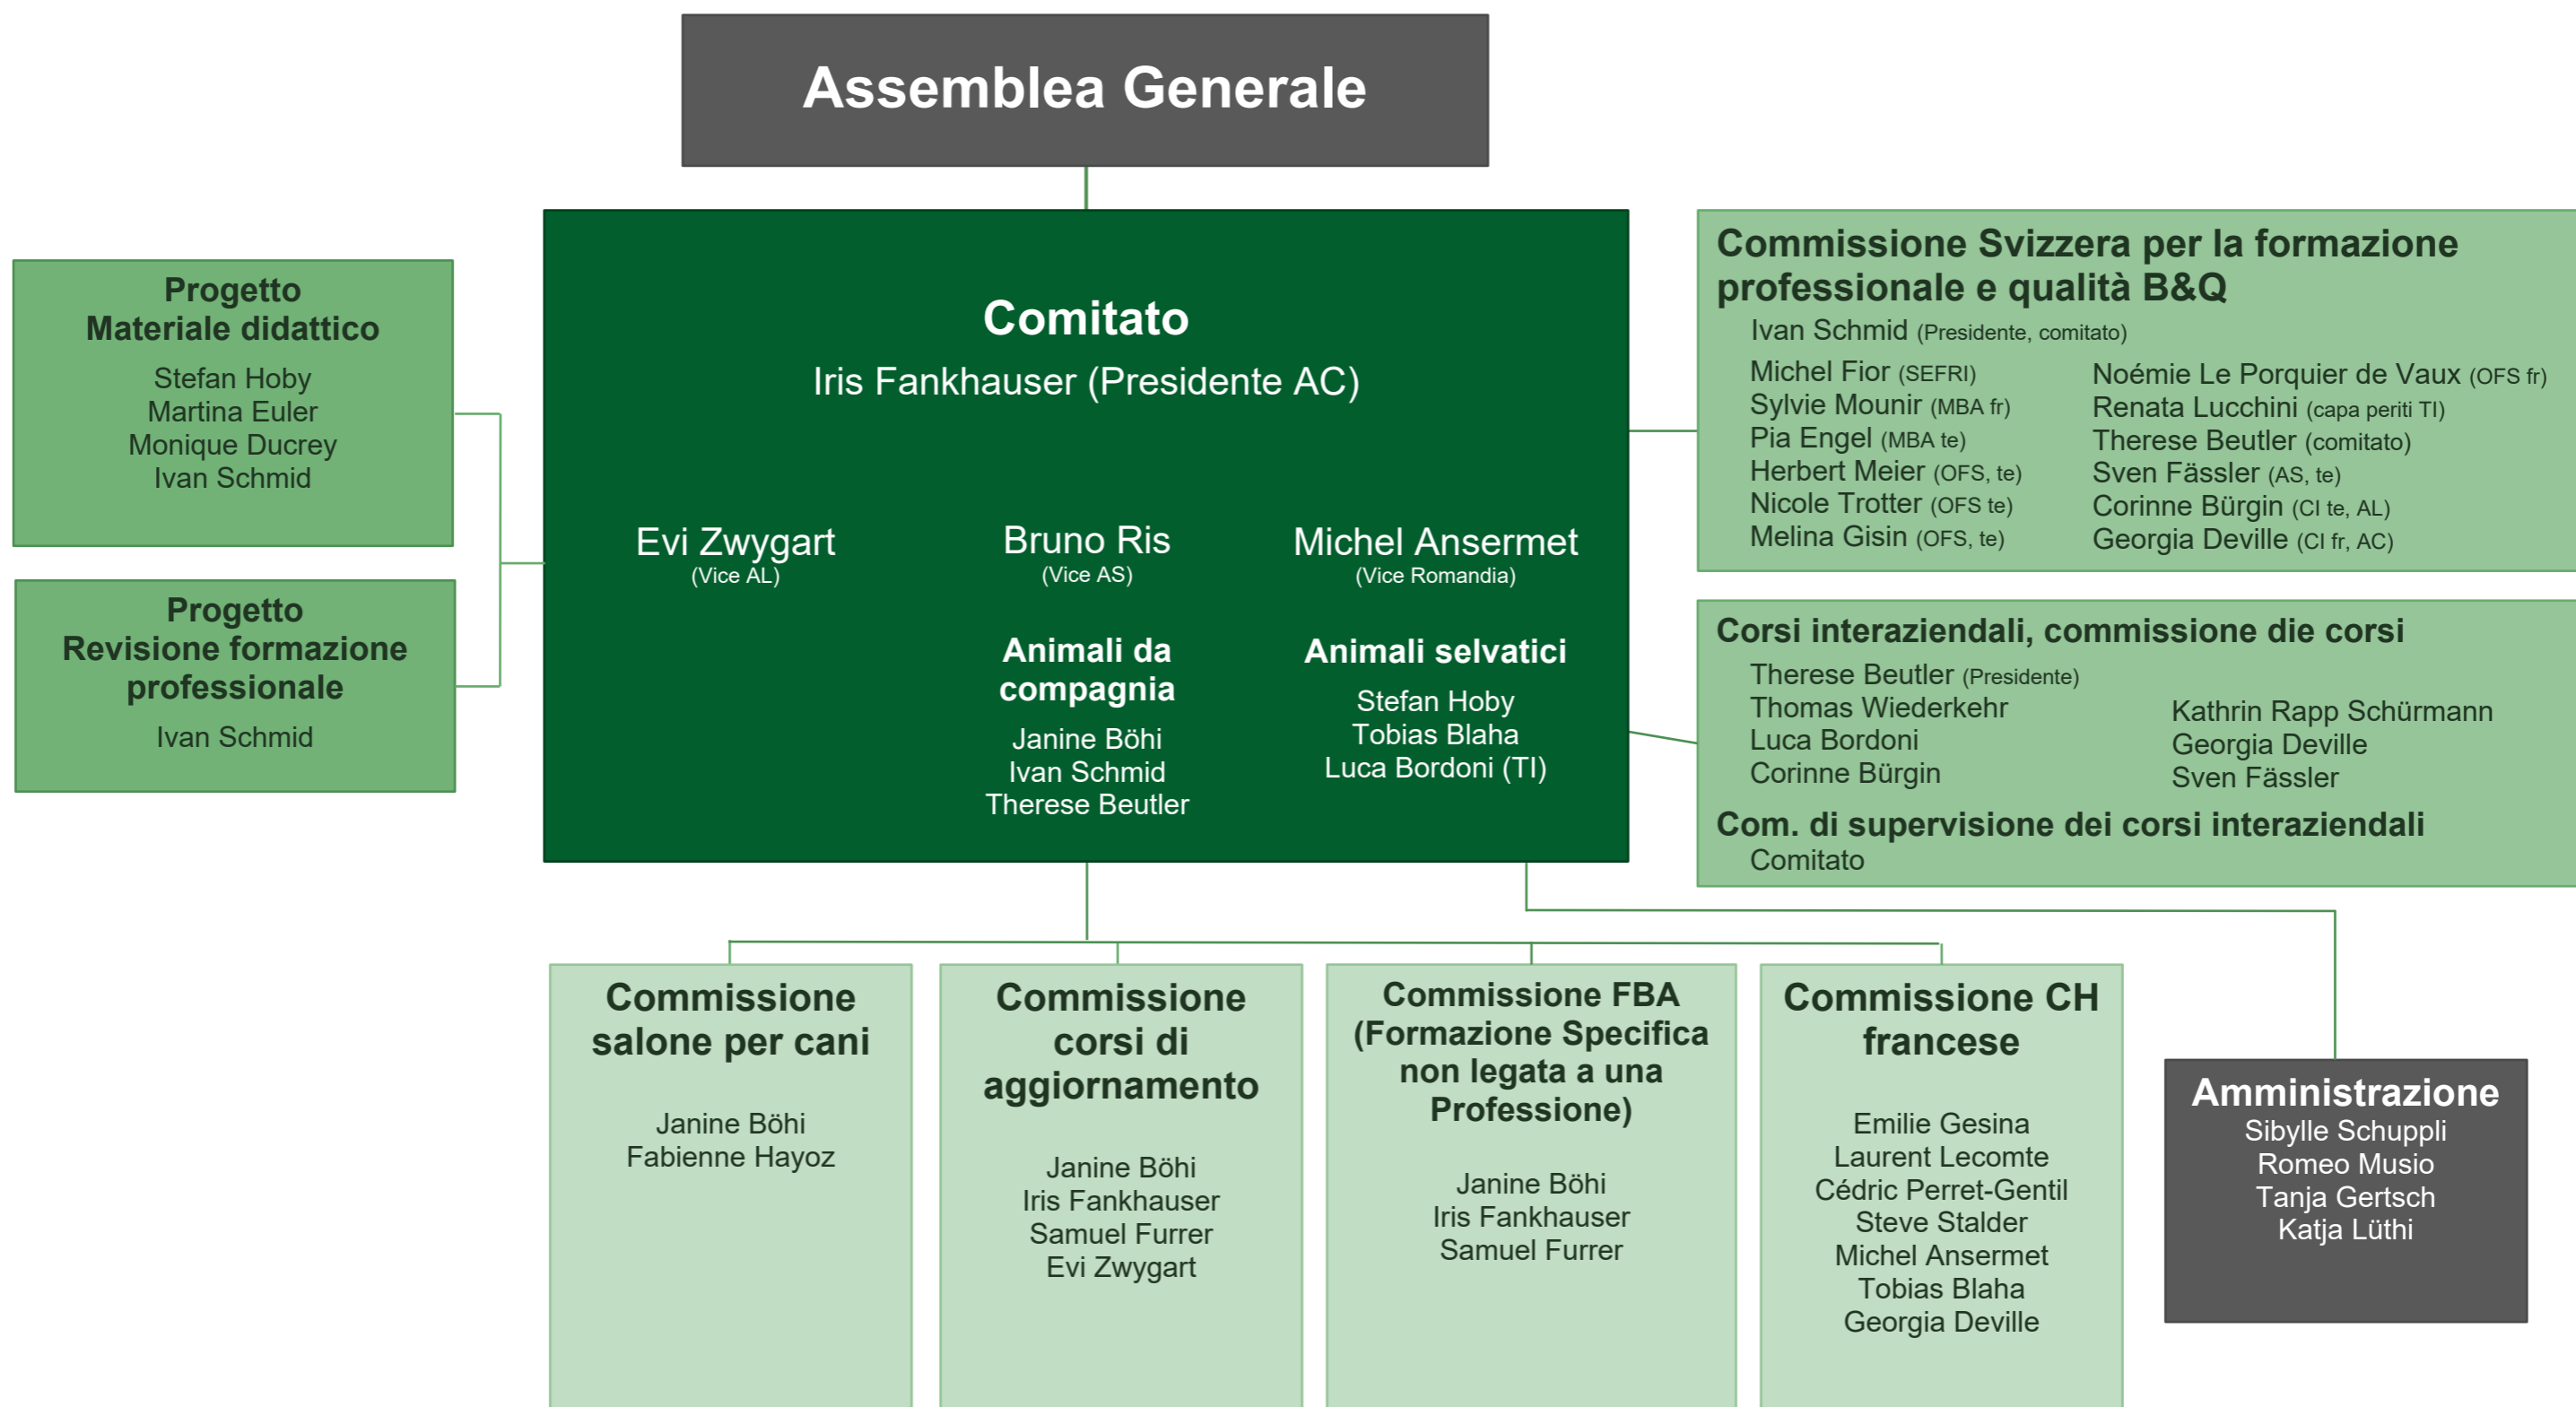 Assemblea Generale
Progetto
Materiale didattico
Stefan Hoby
Martina Euler
Monique Ducrey
Ivan Schmid
Progetto
Revisione formazione
professionale
Ivan Schmid
Comitato
Iris Fankhauser (Presidente AC)
Evi Zwygart
(Vice AL)
Bruno Ris
(Vice AS)
Michel Ansermet
(Vice Romandia)
Animali da
compagnia
Janine Böhi
Ivan Schmid
Therese Beutler
Animali selvatici
Stefan Hoby
Tobias Blaha
Luca Bordoni (TI)
Commissione Svizzera per la formazione
professionale e qualità B&Q
Ivan Schmid (Presidente, comitato)
Michel Fior (SEFRI)
Sylvie Mounir (MBA fr)
Pia Engel (MBA te)
Herbert Meier (OFS, te)
Nicole Trotter (OFS te)
Melina Gisin (OFS, te)
Noémie Le Porquier de Vaux (OFS fr)
Renata Lucchini (capa periti TI)
Therese Beutler (comitato)
Sven Fässler (AS, te)
Corinne Bürgin (CI te, AL)
Georgia Deville (CI fr, AC)
Corsi interaziendali, commissione die corsi
Therese Beutler (Presidente)
Thomas Wiederkehr
Luca Bordoni
Corinne Bürgin
Kathrin Rapp Schürmann
Georgia Deville
Sven Fässler
Com. di supervisione dei corsi interaziendali
Comitato
Commissione
salone per cani
Janine Böhi
Fabienne Hayoz
Commissione
corsi di
aggiornamento
Janine Böhi
Iris Fankhauser
Samuel Furrer
Evi Zwygart
Commissione FBA
(Formazione Specifica
non legata a una
Professione)
Janine Böhi
Iris Fankhauser
Samuel Furrer
Commissione CH
francese
Emilie Gesina
Laurent Lecomte
Cédric Perret-Gentil
Steve Stalder
Michel Ansermet
Tobias Blaha
Georgia Deville
Amministrazione
Sibylle Schuppli
Romeo Musio
Tanja Gertsch
Katja Lüthi